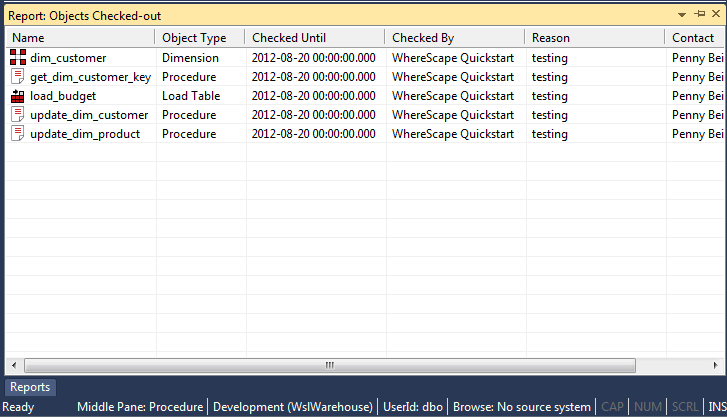 Report: Objects Checked-out
Name Object Type Checked Until Checked By Reason Contact
dim_customer Dimension 2012-08-20 00:00:00.000 WhereScape Quickstart testing Penny Bei
get_dim_customer_key Procedure 2012-08-20 00:00:00.000 WhereScape Quickstart testing Penny Bei
load_budget Load Table 2012-08-20 00:00:00.000 WhereScape Quickstart testing Penny Bei
update_dim_customer Procedure 2012-08-20 00:00:00.000 WhereScape Quickstart testing Penny Bei
update_dim_product Procedure 2012-08-20 00:00:00.000 WhereScape Quickstart testing Penny Bei
Reports
Ready Middle Pane: Procedure Development (WslWarehouse) UserId: dbo Browse: No source system CAP NUM SCRL INS